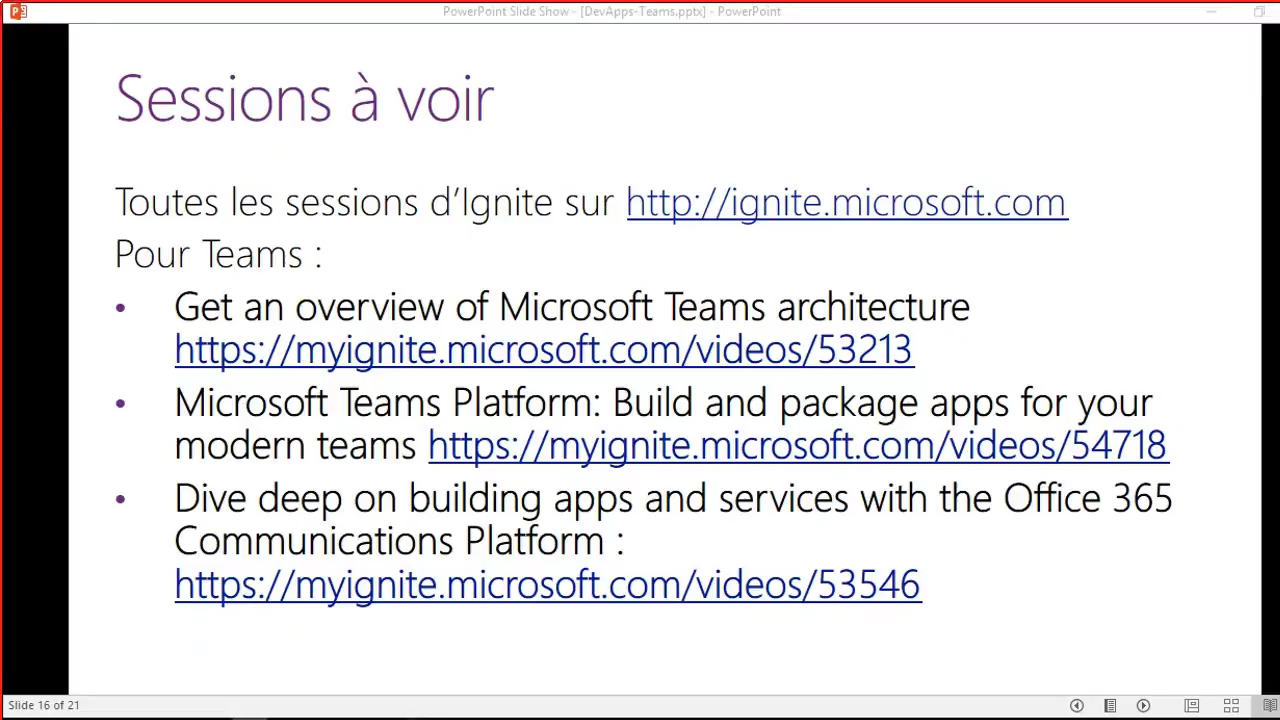 PowerPoint Slide Show - [DevApps-Teams.pptx] - PowerPoint
Sessions à voir
Toutes les sessions d’Ignite sur http://ignite.microsoft.com
Pour Teams :
• Get an overview of Microsoft Teams architecture
https://myignite.microsoft.com/videos/53213
• Microsoft Teams Platform: Build and package apps for your
modern teams https://myignite.microsoft.com/videos/54718
• Dive deep on building apps and services with the Office 365
Communications Platform :
https://myignite.microsoft.com/videos/53546
Slide 16 of 21